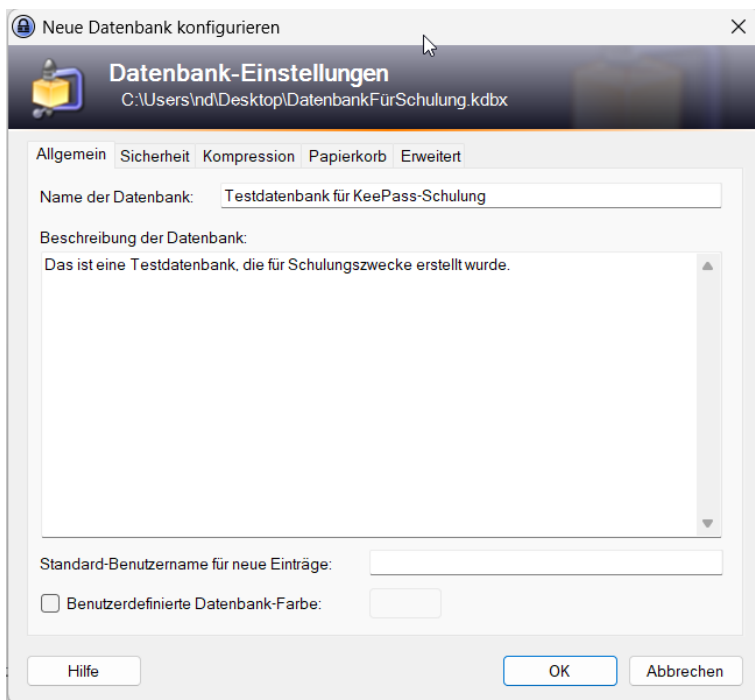 Neue Datenbank konfigurieren
Datenbank-Einstellungen
C:\Users\nd\Desktop\DatenbankFürSchulung.kdbx
Allgemein Sicherheit Kompression Papierkorb Erweitert
Name der Datenbank: Testdatenbank für KeePass-Schulung
Beschreibung der Datenbank:
Das ist eine Testdatenbank, die für Schulungszwecke erstellt wurde.
Standard-Benutzername für neue Einträge:
Benutzerdefinierte Datenbank-Farbe:
Hilfe OK Abbrechen